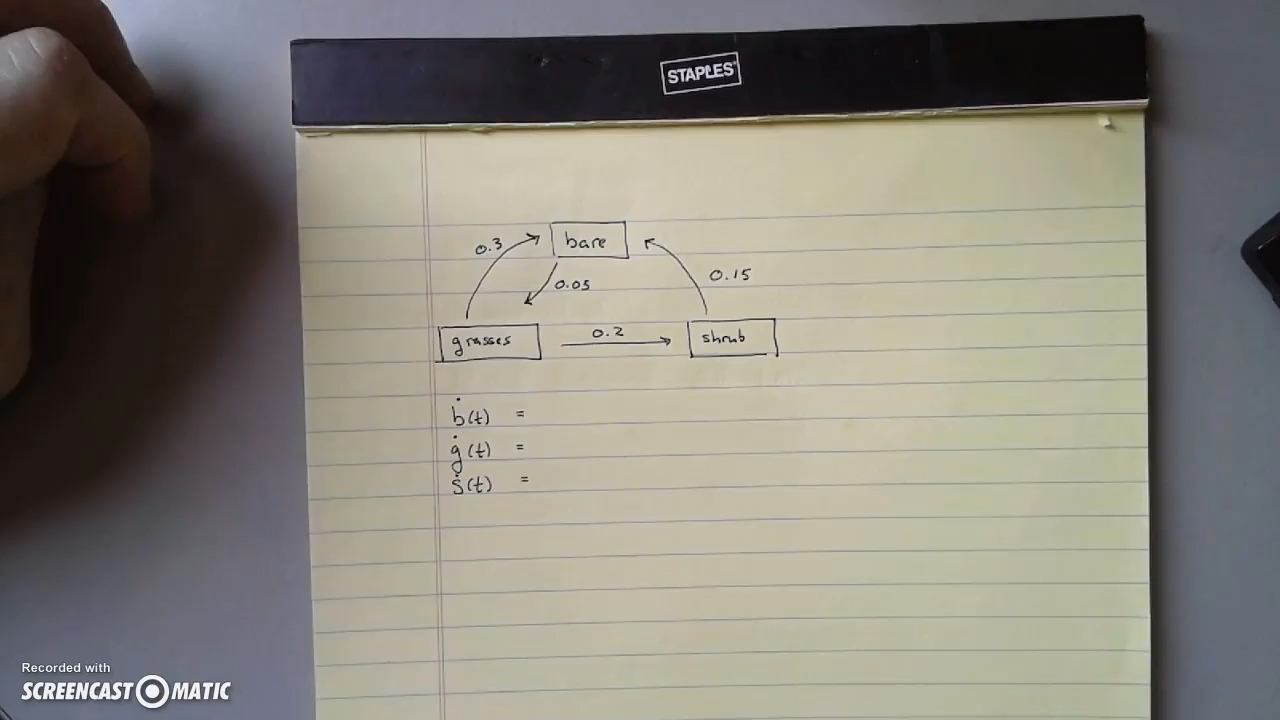 STAPLES
bare
0.3
0.05
0.15
grasses
0.2
shrub
ḃ(t) =
ġ(t) =
ṡ(t) =
Recorded with
SCREENCAST MATIC